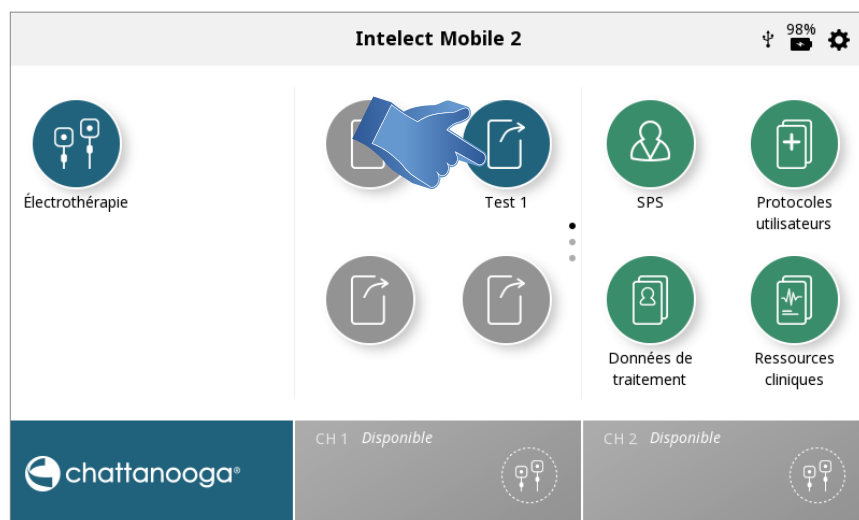 Intelect Mobile 2
98%
Électrothérapie
Test 1
SPS
Protocoles
utilisateurs
Données de
traitement
Ressources
cliniques
chattanooga®
CH 1 Disponible
CH 2 Disponible